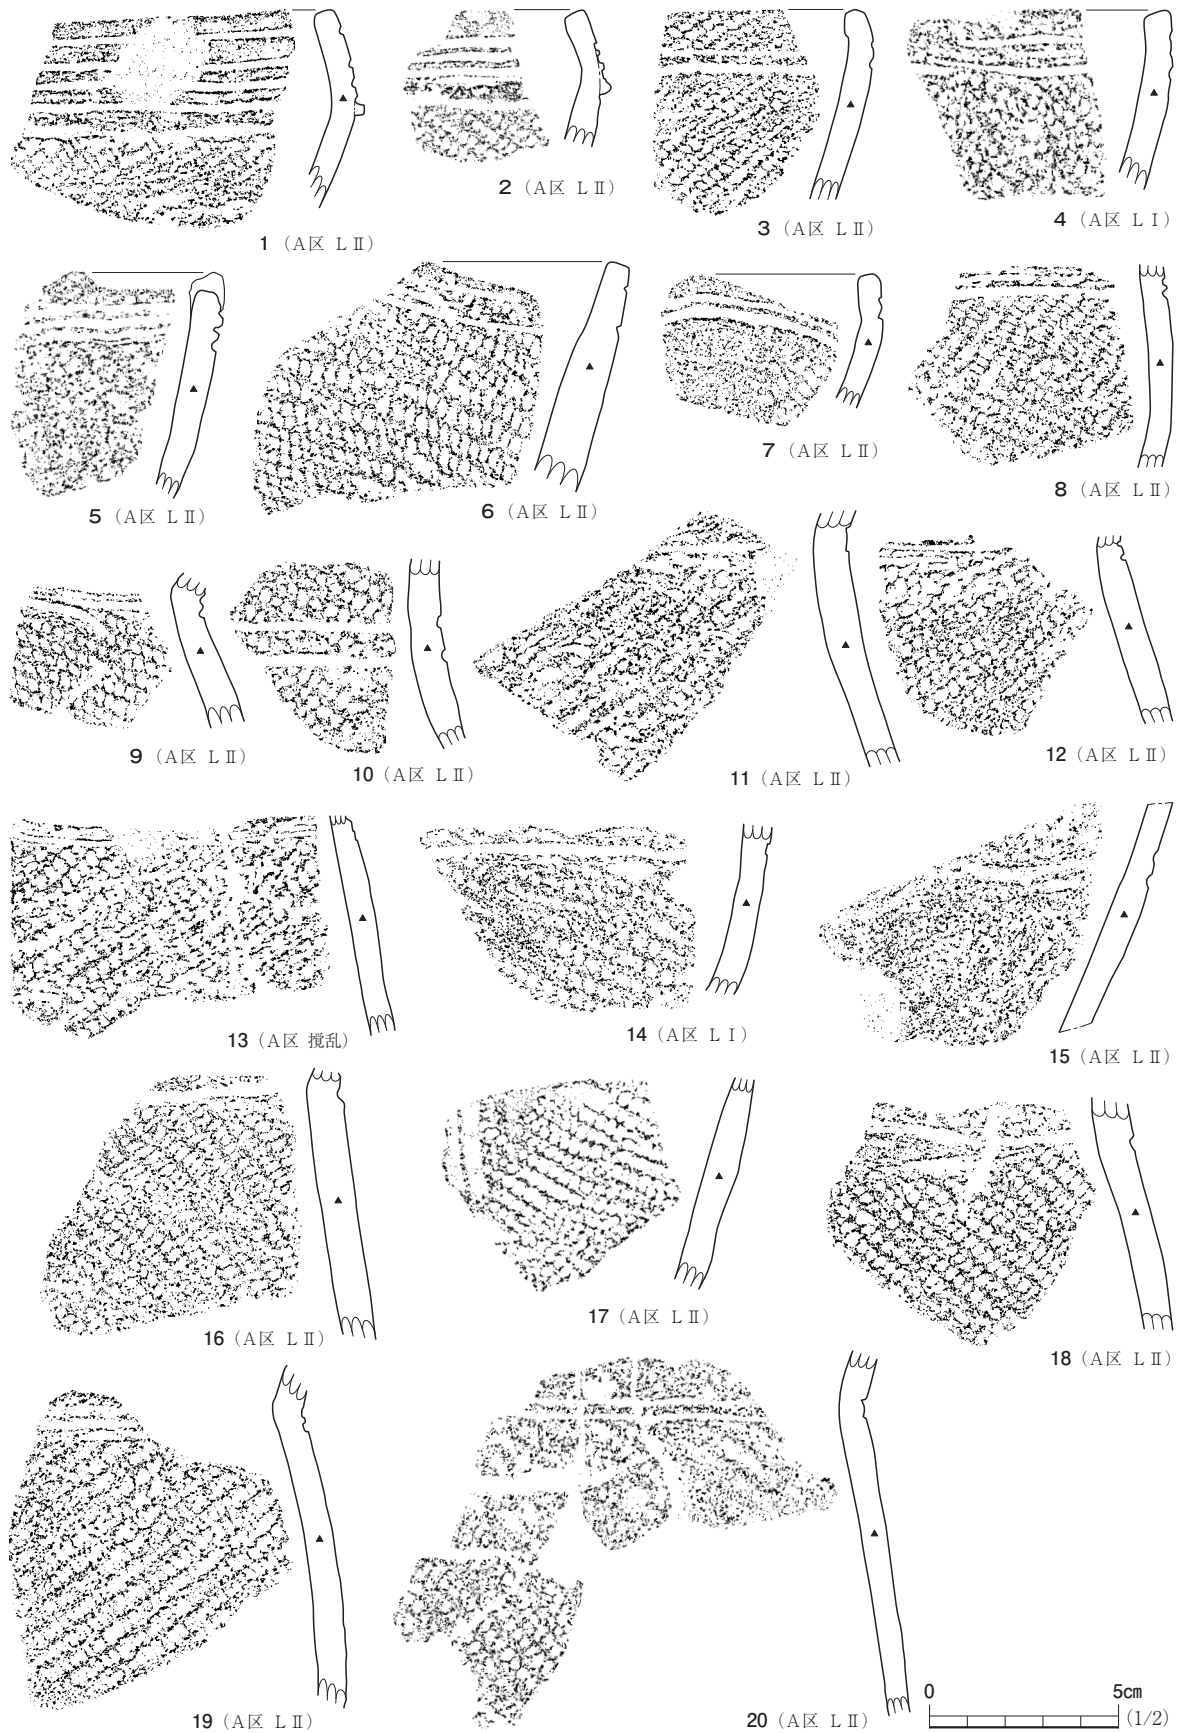 1 (A区 LⅡ)
2 (A区 LⅡ)
3 (A区 LⅡ)
4 (A区 LⅠ)
5 (A区 LⅡ)
6 (A区 LⅡ)
7 (A区 LⅡ)
8 (A区 LⅡ)
9 (A区 LⅡ)
10 (A区 LⅡ)
11 (A区 LⅡ)
12 (A区 LⅡ)
13 (A区 撹乱)
14 (A区 LⅠ)
15 (A区 LⅡ)
16 (A区 LⅡ)
17 (A区 LⅡ)
18 (A区 LⅡ)
19 (A区 LⅡ)
20 (A区 LⅡ)
0 5cm
(1/2)